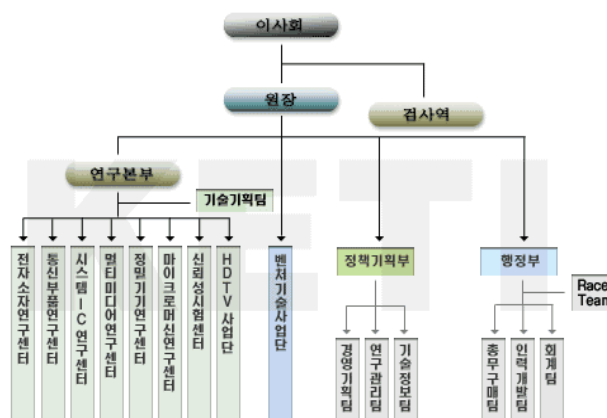 이사회
원장
검사역
연구본부
기술기획팀
정책기획부
행정부
Race
Team
전자소자연구센터
통신부품연구센터
시스템IC연구센터
멀티미디어연구센터
정밀기기연구센터
마이크로머신연구센터
신뢰성시험센터
HDTV사업단
벤처기술사업단
경영기획팀
연구관리팀
기술정보팀
총무구매팀
인력개발팀
회계팀
KETI